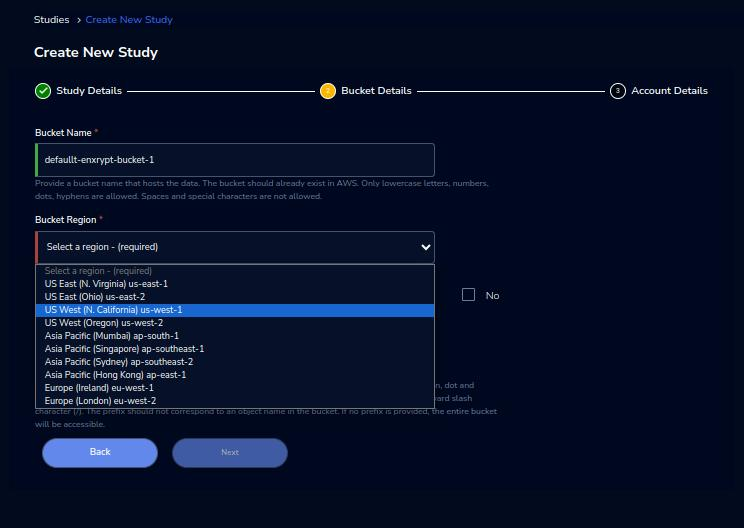 Studies > Create New Study
Create New Study
Study Details 2 Bucket Details 3 Account Details
Bucket Name *
defaullt-enxrypt-bucket-1
Provide a bucket name that hosts the data. The bucket should already exist in AWS. Only lowercase letters, numbers,
dots, hyphens are allowed. Spaces and special characters are not allowed.
Bucket Region *
Select a region - (required)
Select a region - (required)
US East (N. Virginia) us-east-1
US East (Ohio) us-east-2
US West (N. California) us-west-1
No
US West (Oregon) us-west-2
Asia Pacific (Mumbai) ap-south-1
Asia Pacific (Singapore) ap-southeast-1
Asia Pacific (Sydney) ap-southeast-2
Asia Pacific (Hong Kong) ap-east-1
Europe (Ireland) eu-west-1
n, dot and
Europe (London) eu-west-2
ard slash
character (/). The prefix should not correspond to an object name in the bucket. If no prefix is provided, the entire bucket
will be accessible.
Back Next